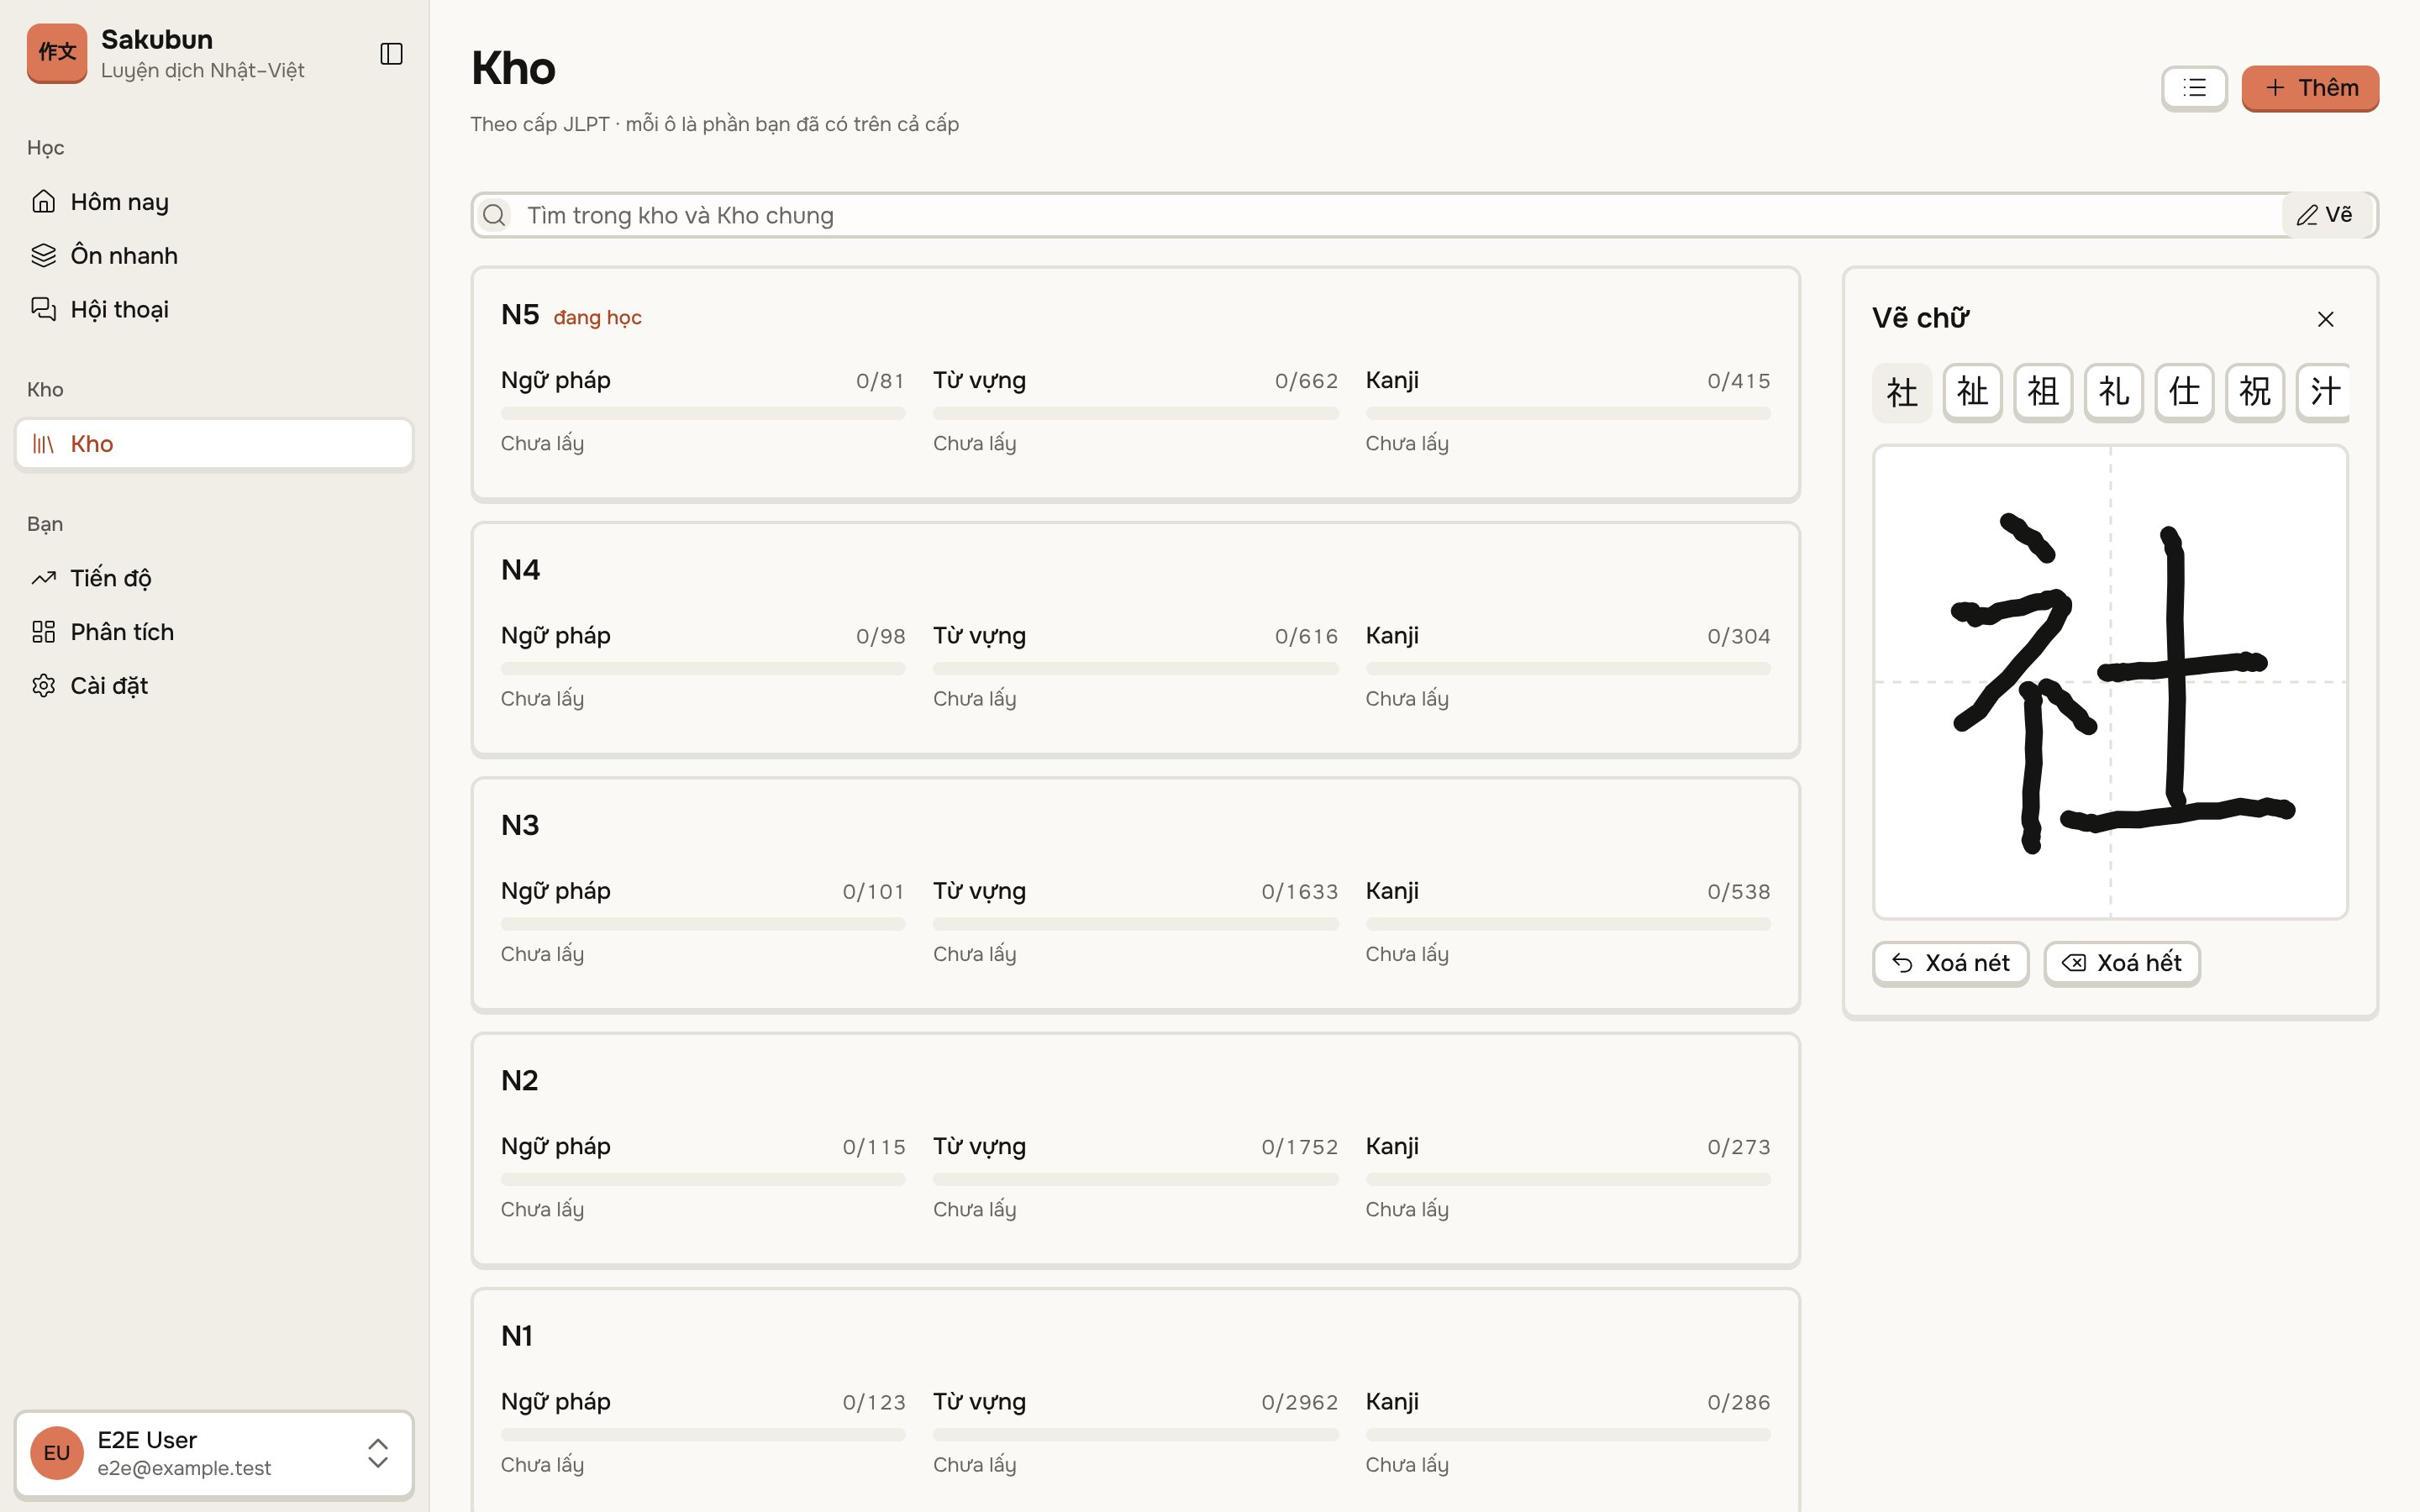 作文
Sakubun
Luyện dịch Nhật–Việt
Học
Hôm nay
Ôn nhanh
Hội thoại
Kho
Kho
Bạn
Tiến độ
Phân tích
Cài đặt
EU
E2E User
e2e@example.test
Kho
Theo cấp JLPT · mỗi ô là phần bạn đã có trên cả cấp
Thêm
Tìm trong kho và Kho chung
Vẽ
N5 đang học
Ngữ pháp 0/81 Từ vựng 0/662 Kanji 0/415
Chưa lấy Chưa lấy Chưa lấy
N4
Ngữ pháp 0/98 Từ vựng 0/616 Kanji 0/304
Chưa lấy Chưa lấy Chưa lấy
N3
Ngữ pháp 0/101 Từ vựng 0/1633 Kanji 0/538
Chưa lấy Chưa lấy Chưa lấy
N2
Ngữ pháp 0/115 Từ vựng 0/1752 Kanji 0/273
Chưa lấy Chưa lấy Chưa lấy
N1
Ngữ pháp 0/123 Từ vựng 0/2962 Kanji 0/286
Chưa lấy Chưa lấy Chưa lấy
Vẽ chữ
社 祉 祖 礼 仕 祝 汁
社
Xoá nét Xoá hết